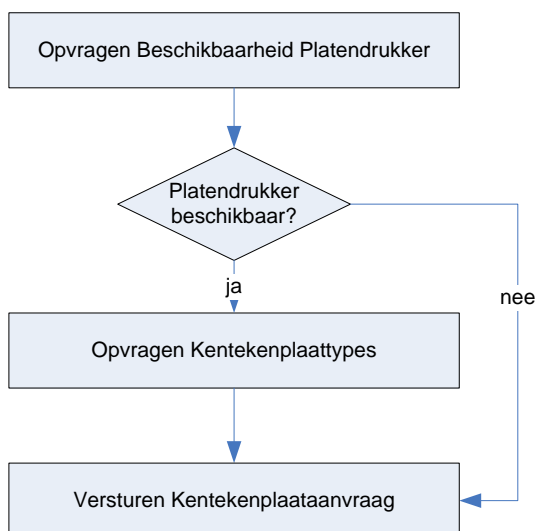 Opvragen Beschikbaarheid Platendrukker
Platendrukker
beschikbaar?
ja
nee
Opvragen Kentekenplaattypes
Versturen Kentekenplaataanvraag